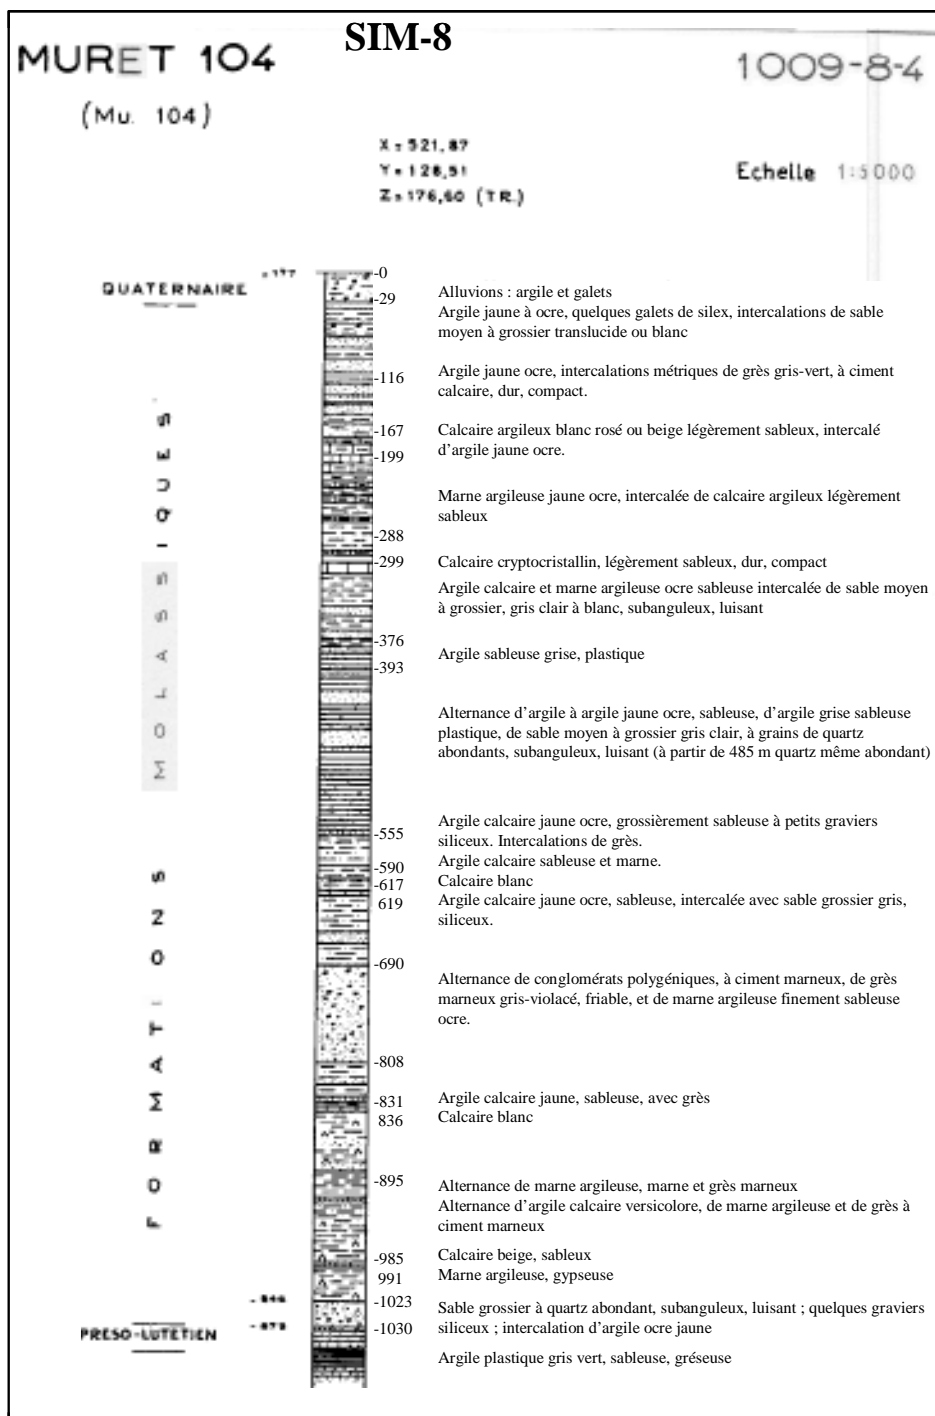 SIM-8
MURET 104
1009-8-4
(Mu. 104)
X = 521,87
Y = 128,51
Z = 176,60 (TR.)
Echelle 1:5000
QUATERNAIRE
-0
-29
Alluvions : argile et galets
Argile jaune à ocre, quelques galets de silex, intercalations de sable
moyen à grossier translucide ou blanc
-116
Argile jaune ocre, intercalations métriques de grès gris-vert, à ciment
calcaire, dur, compact.
FORMATIONS MOLASSIQUES
-167
Calcaire argileux blanc rosé ou beige légèrement sableux, intercalé
d'argile jaune ocre.
-199
Marne argileuse jaune ocre, intercalée de calcaire argileux légèrement
sableux
-288
-299
Calcaire cryptocristallin, légèrement sableux, dur, compact
Argile calcaire et marne argileuse ocre sableuse intercalée de sable moyen
à grossier, gris clair à blanc, subanguleux, luisant
-376
-393
Argile sableuse grise, plastique
Alternance d'argile à argile jaune ocre, sableuse, d'argile grise sableuse
plastique, de sable moyen à grossier gris clair, à grains de quartz
abondants, subanguleux, luisant (à partir de 485 m quartz même abondant)
-555
Argile calcaire jaune ocre, grossièrement sableuse à petits graviers
siliceux. Intercalations de grès.
-590
Argile calcaire sableuse et marne.
-617
Calcaire blanc
619
Argile calcaire jaune ocre, sableuse, intercalée avec sable grossier gris,
siliceux.
-690
Alternance de conglomérats polygéniques, à ciment marneux, de grès
marneux gris-violacé, friable, et de marne argileuse finement sableuse
ocre.
-808
-831
Argile calcaire jaune, sableuse, avec grès
836
Calcaire blanc
-895
Alternance de marne argileuse, marne et grès marneux
Alternance d'argile calcaire versicolore, de marne argileuse et de grès à
ciment marneux
-985
Calcaire beige, sableux
991
Marne argileuse, gypseuse
-1023
Sable grossier à quartz abondant, subanguleux, luisant ; quelques graviers
siliceux ; intercalation d'argile ocre jaune
PRESO-LUTETIEN
-1030
Argile plastique gris vert, sableuse, gréseuse